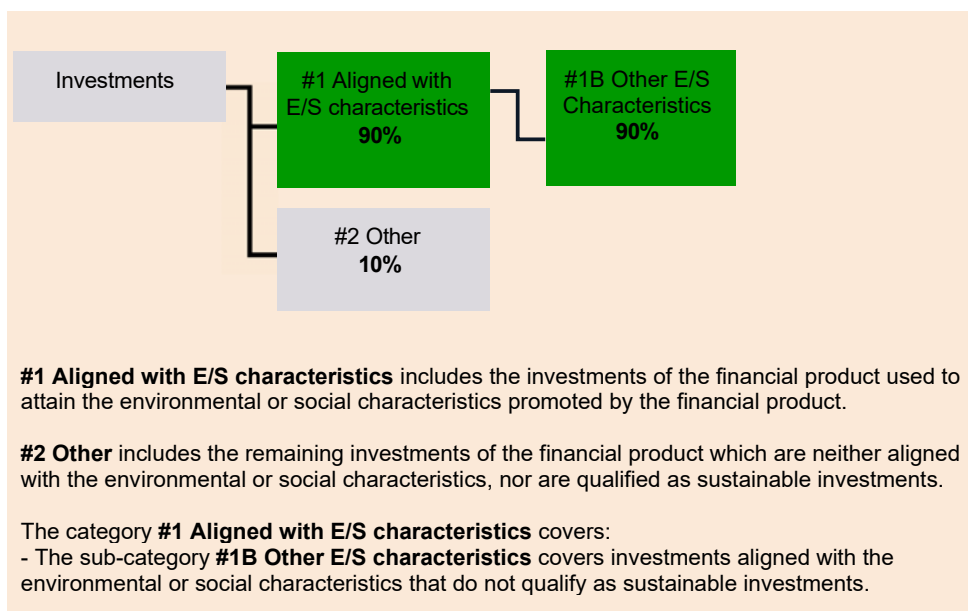 Investments
#1 Aligned with
E/S characteristics
90%
#1B Other E/S
Characteristics
90%
#2 Other
10%
#1 Aligned with E/S characteristics includes the investments of the financial product used to
attain the environmental or social characteristics promoted by the financial product.
#2 Other includes the remaining investments of the financial product which are neither aligned
with the environmental or social characteristics, nor are qualified as sustainable investments.
The category #1 Aligned with E/S characteristics covers:
- The sub-category #1B Other E/S characteristics covers investments aligned with the
environmental or social characteristics that do not qualify as sustainable investments.